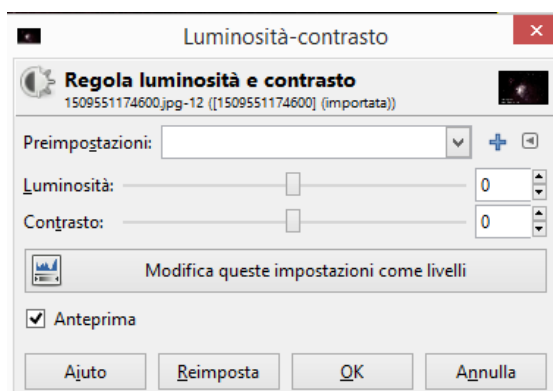 Luminosità-contrasto
Regola luminosità e contrasto
1509551174600.jpg-12 ([1509551174600] (importata))
Preimpostazioni:
Luminosità: 0
Contrasto: 0
Modifica queste impostazioni come livelli
Anteprima
Aiuto Reimposta OK Annulla